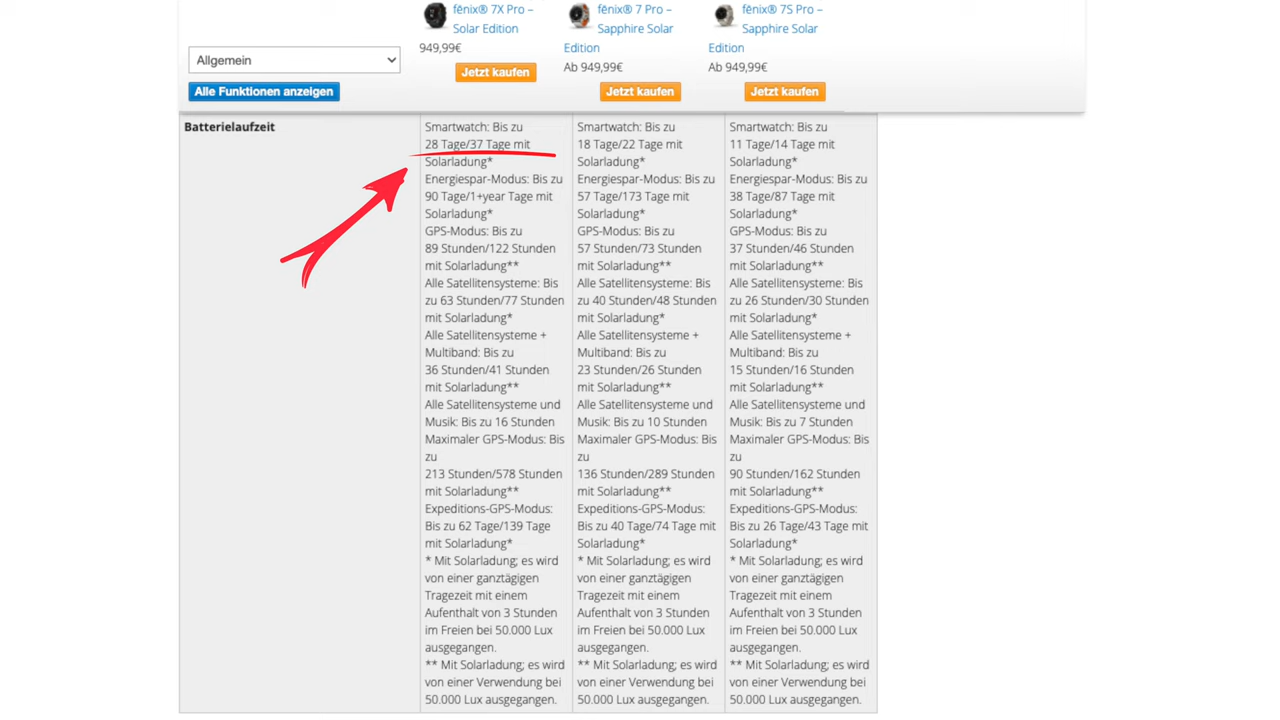 fēnix® 7X Pro –
Solar Edition
949,99€
Jetzt kaufen
fēnix® 7 Pro –
Sapphire Solar
Edition
Ab 949,99€
Jetzt kaufen
fēnix® 7S Pro –
Sapphire Solar
Edition
Ab 949,99€
Jetzt kaufen
Allgemein
Alle Funktionen anzeigen
Batterielaufzeit
Smartwatch: Bis zu
28 Tage/37 Tage mit
Solarladung*
Energiespar-Modus: Bis zu
90 Tage/1+year Tage mit
Solarladung*
GPS-Modus: Bis zu
89 Stunden/122 Stunden
mit Solarladung**
Alle Satellitensysteme: Bis
zu 63 Stunden/77 Stunden
mit Solarladung*
Alle Satellitensysteme +
Multiband: Bis zu
36 Stunden/41 Stunden
mit Solarladung**
Alle Satellitensysteme und
Musik: Bis zu 16 Stunden
Maximaler GPS-Modus: Bis
zu
213 Stunden/578 Stunden
mit Solarladung**
Expeditions-GPS-Modus:
Bis zu 62 Tage/139 Tage
mit Solarladung*
* Mit Solarladung; es wird
von einer ganztägigen
Tragezeit mit einem
Aufenthalt von 3 Stunden
im Freien bei 50.000 Lux
ausgegangen.
** Mit Solarladung; es wird
von einer Verwendung bei
50.000 Lux ausgegangen.
Smartwatch: Bis zu
18 Tage/22 Tage mit
Solarladung*
Energiespar-Modus: Bis zu
57 Tage/173 Tage mit
Solarladung*
GPS-Modus: Bis zu
57 Stunden/73 Stunden
mit Solarladung**
Alle Satellitensysteme: Bis
zu 40 Stunden/48 Stunden
mit Solarladung*
Alle Satellitensysteme +
Multiband: Bis zu
23 Stunden/26 Stunden
mit Solarladung**
Alle Satellitensysteme und
Musik: Bis zu 10 Stunden
Maximaler GPS-Modus: Bis
zu
136 Stunden/289 Stunden
mit Solarladung**
Expeditions-GPS-Modus:
Bis zu 40 Tage/74 Tage mit
Solarladung*
* Mit Solarladung; es wird
von einer ganztägigen
Tragezeit mit einem
Aufenthalt von 3 Stunden
im Freien bei 50.000 Lux
ausgegangen.
** Mit Solarladung; es wird
von einer Verwendung bei
50.000 Lux ausgegangen.
Smartwatch: Bis zu
11 Tage/14 Tage mit
Solarladung*
Energiespar-Modus: Bis zu
38 Tage/87 Tage mit
Solarladung*
GPS-Modus: Bis zu
37 Stunden/46 Stunden
mit Solarladung**
Alle Satellitensysteme: Bis
zu 26 Stunden/30 Stunden
mit Solarladung*
Alle Satellitensysteme +
Multiband: Bis zu
15 Stunden/16 Stunden
mit Solarladung**
Alle Satellitensysteme und
Musik: Bis zu 7 Stunden
Maximaler GPS-Modus: Bis
zu
90 Stunden/162 Stunden
mit Solarladung**
Expeditions-GPS-Modus:
Bis zu 26 Tage/43 Tage mit
Solarladung*
* Mit Solarladung; es wird
von einer ganztägigen
Tragezeit mit einem
Aufenthalt von 3 Stunden
im Freien bei 50.000 Lux
ausgegangen.
** Mit Solarladung; es wird
von einer Verwendung bei
50.000 Lux ausgegangen.